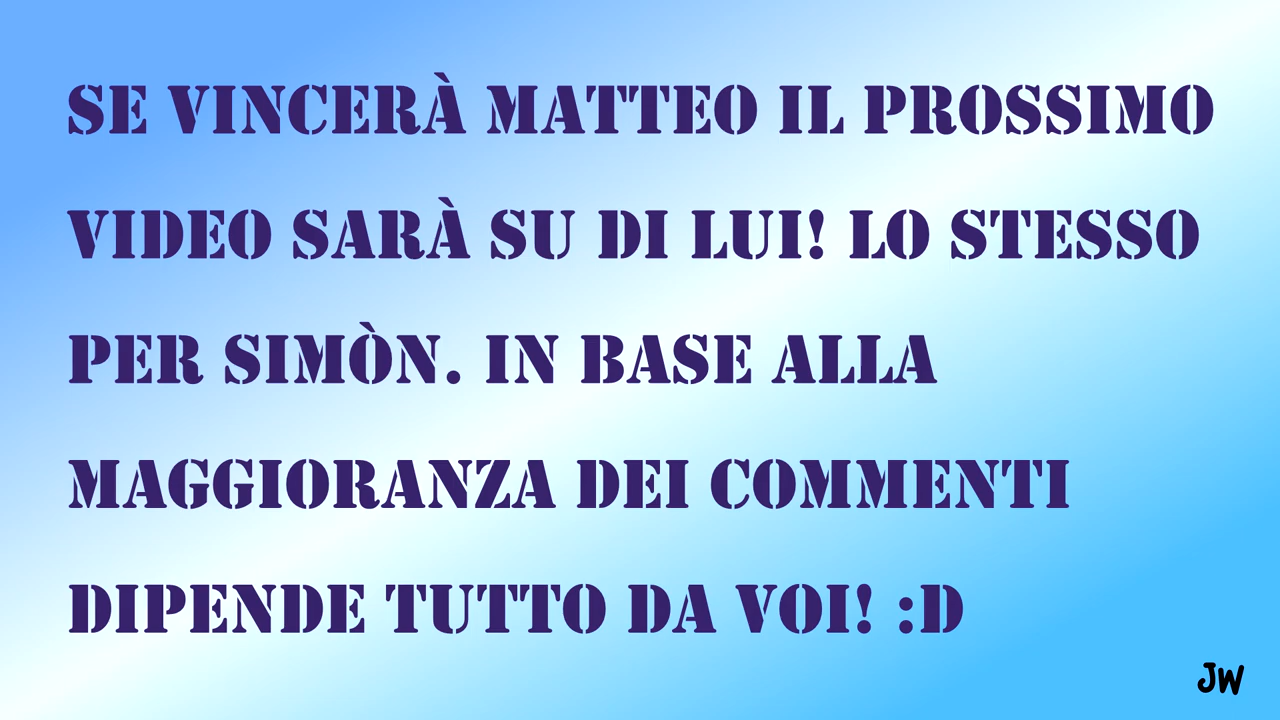 SE VINCERÀ MATTEO IL PROSSIMO
VIDEO SARÀ SU DI LUI! LO STESSO
PER SIMÒN. IN BASE ALLA
MAGGIORANZA DEI COMMENTI
DIPENDE TUTTO DA VOI! :D
JW